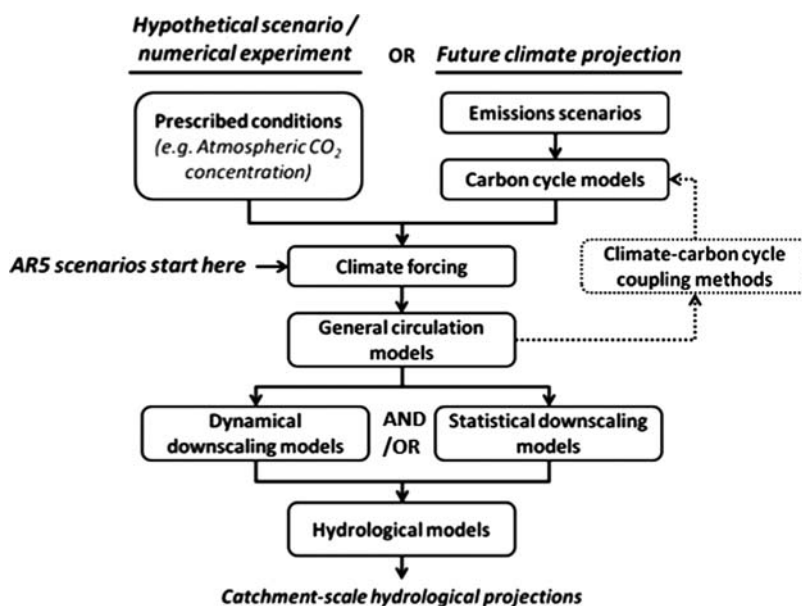 Hypothetical scenario /
numerical experiment
OR
Future climate projection
Prescribed conditions
(e.g. Atmospheric CO2
concentration)
Emissions scenarios
Carbon cycle models
AR5 scenarios start here
Climate forcing
Climate-carbon cycle
coupling methods
General circulation
models
Dynamical
downscaling models
AND
/OR
Statistical downscaling
models
Hydrological models
Catchment-scale hydrological projections